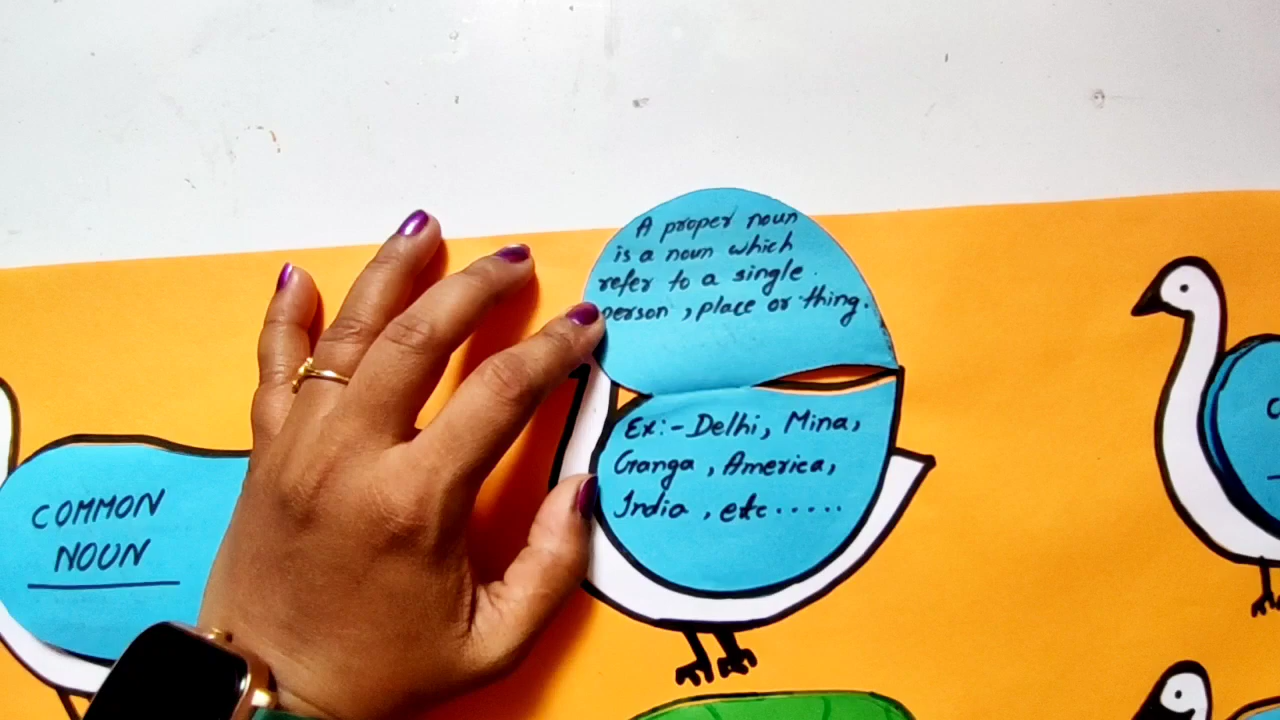 A proper noun
is a noun which
refer to a single
person, place or thing.
Ex:- Delhi, Mina,
Ganga, America,
India, etc.....
COMMON
NOUN